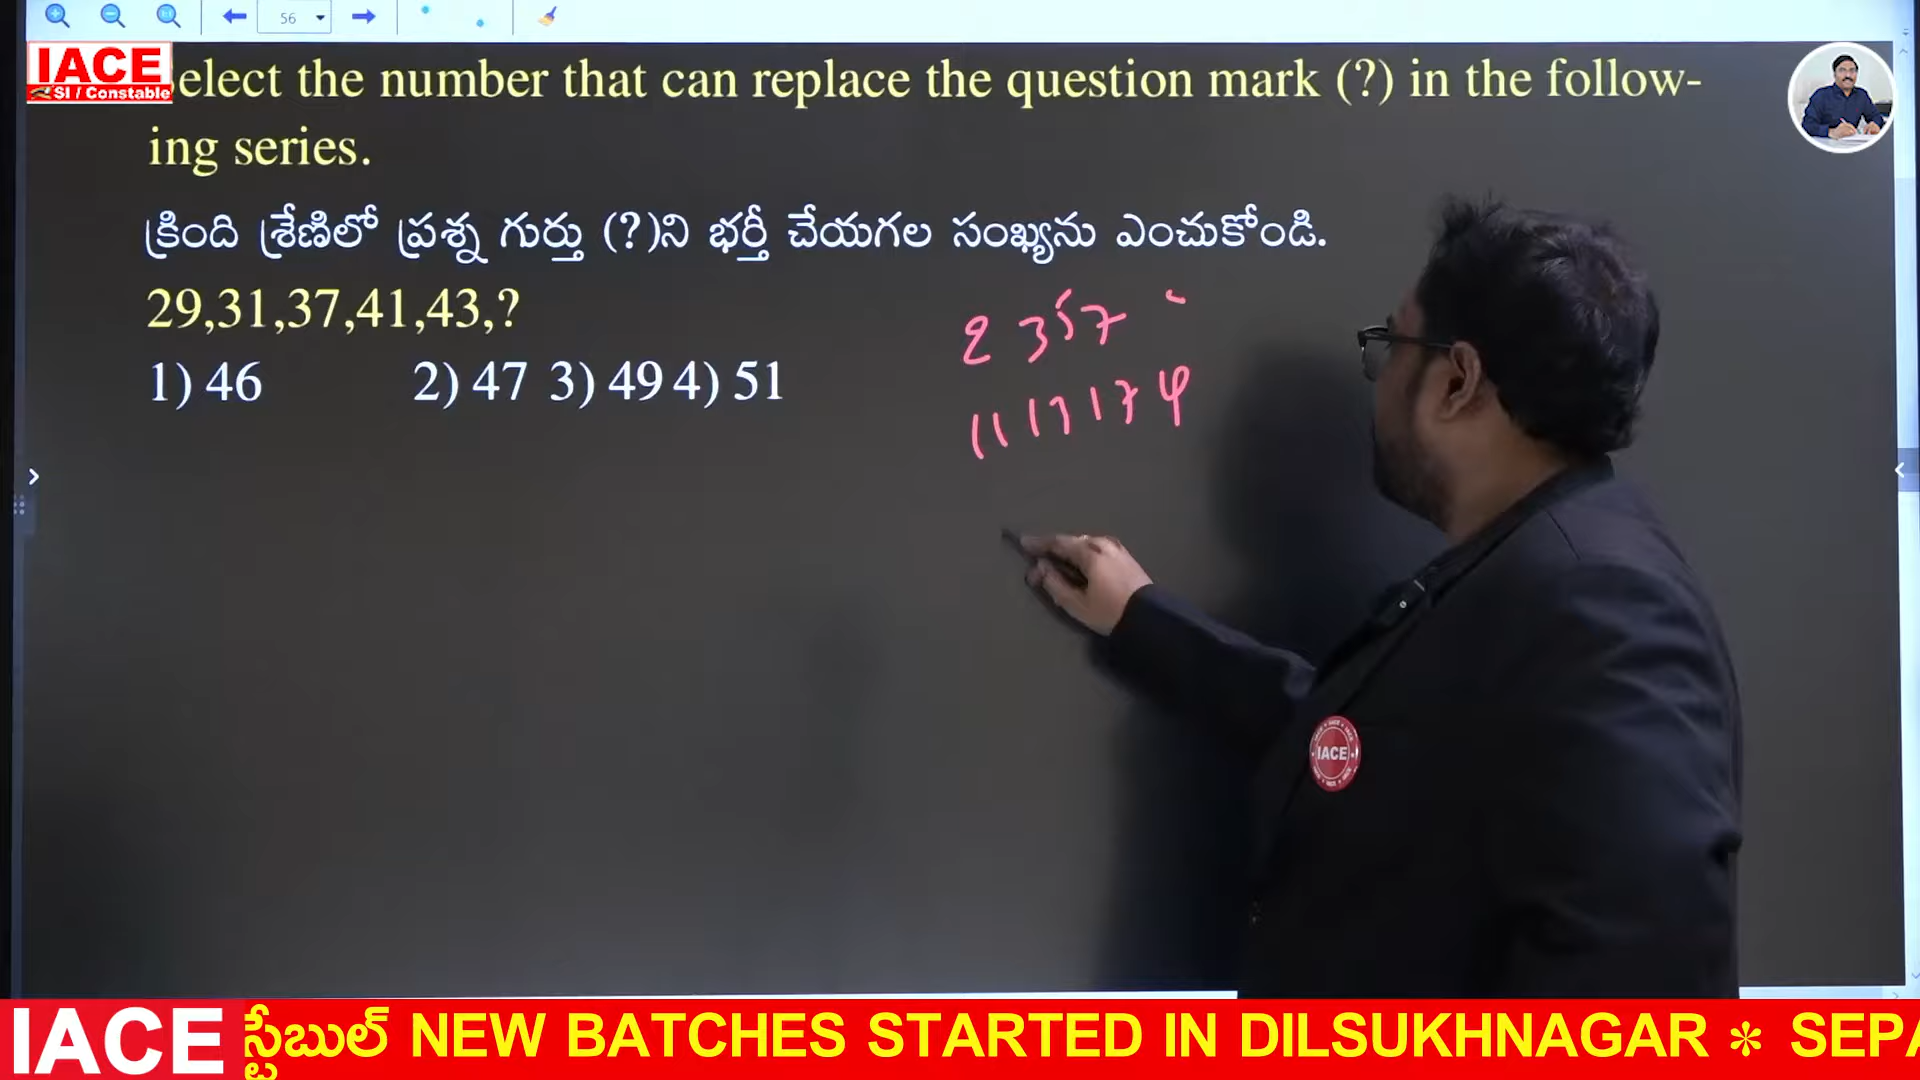 56
IACE
SI / Constable
elect the number that can replace the question mark (?) in the follow-
ing series.
క్రింది శ్రేణిలో ప్రశ్న గుర్తు (?)ని భర్తీ చేయగల సంఖ్యను ఎంచుకోండి.
29,31,37,41,43,?
1) 46 2) 47 3) 49 4) 51
2 3 5 7
11 13 17 4
IACE
IACE స్టేబుల్ NEW BATCHES STARTED IN DILSUKHNAGAR * SEPA